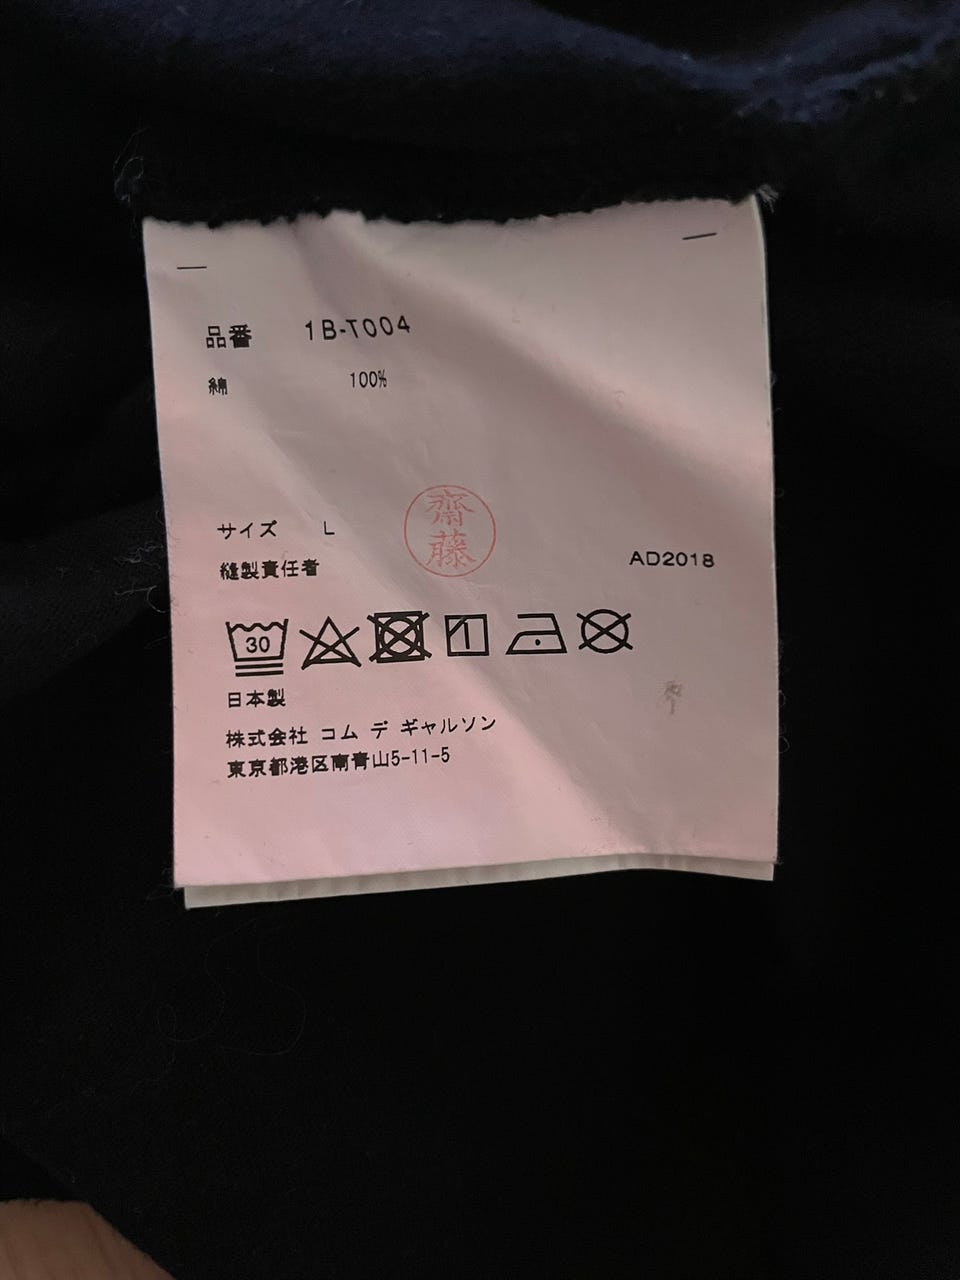 品番 1B-T004
綿 100%
齋
藤
サイズ L
縫製責任者
AD2018
30
日本製
株式会社 コム デ ギャルソン
東京都港区南青山5-11-5